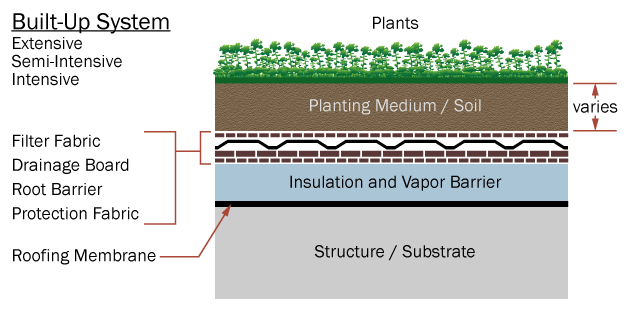 Built-Up System
Extensive
Semi-Intensive
Intensive
Plants
Planting Medium / Soil
varies
Filter Fabric
Drainage Board
Root Barrier
Protection Fabric
Insulation and Vapor Barrier
Roofing Membrane
Structure / Substrate